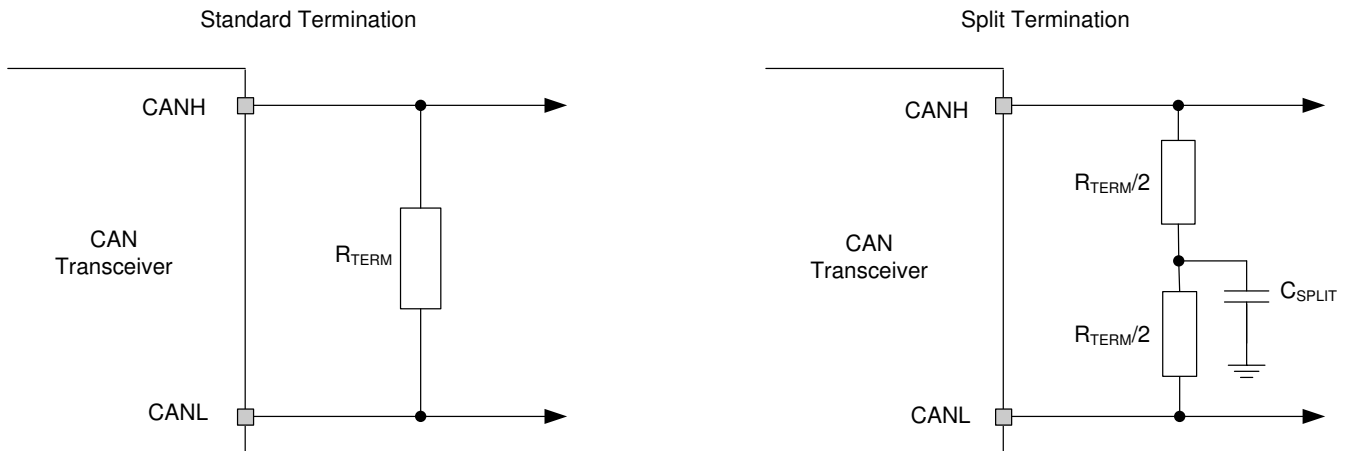 Standard Termination
CANH
CAN
Transceiver
RTERM
CANL
Split Termination
CANH
RTERM/2
CAN
Transceiver
CSPLIT
RTERM/2
CANL